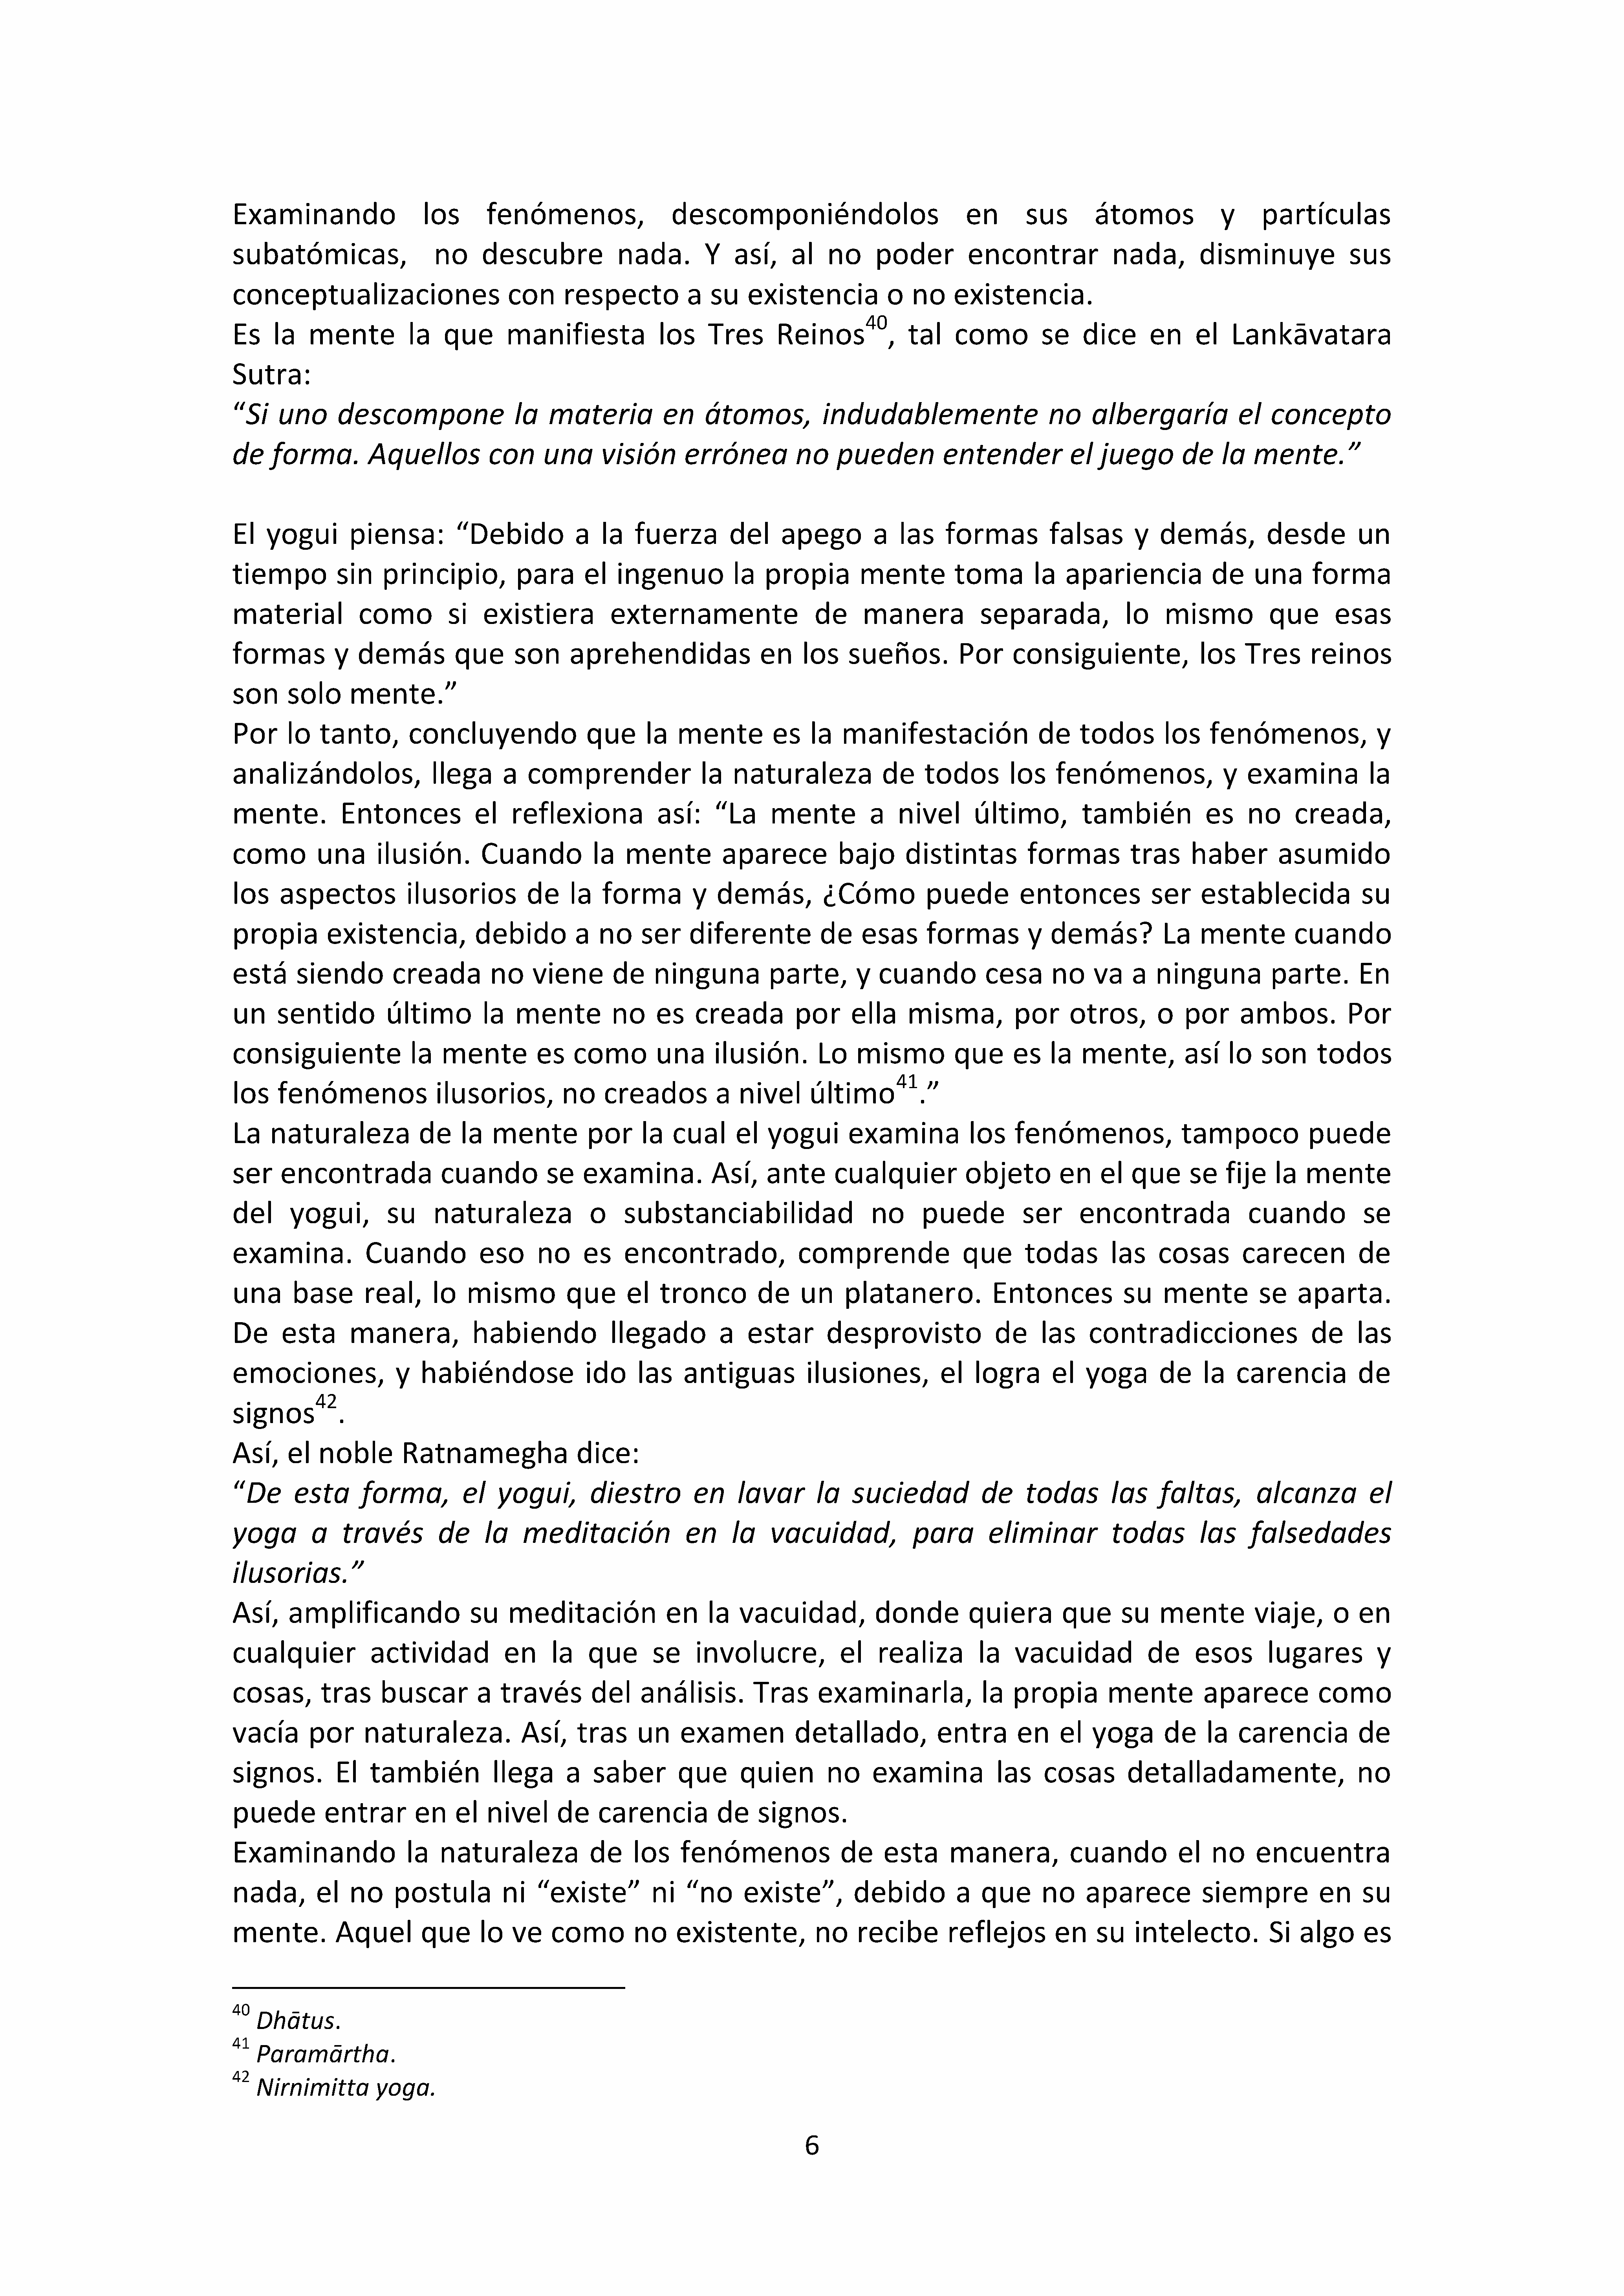 Examinando los fenómenos, descomponiéndolos en sus átomos y partículas
subatómicas, no descubre nada. Y así, al no poder encontrar nada, disminuye sus
conceptualizaciones con respecto a su existencia o no existencia.
Es la mente la que manifiesta los Tres Reinos40, tal como se dice en el Lankāvatara
Sutra:
“Si uno descompone la materia en átomos, indudablemente no albergaría el concepto
de forma. Aquellos con una visión errónea no pueden entender el juego de la mente.”
El yogui piensa: “Debido a la fuerza del apego a las formas falsas y demás, desde un
tiempo sin principio, para el ingenuo la propia mente toma la apariencia de una forma
material como si existiera externamente de manera separada, lo mismo que esas
formas y demás que son aprehendidas en los sueños. Por consiguiente, los Tres reinos
son solo mente.”
Por lo tanto, concluyendo que la mente es la manifestación de todos los fenómenos, y
analizándolos, llega a comprender la naturaleza de todos los fenómenos, y examina la
mente. Entonces el reflexiona así: “La mente a nivel último, también es no creada,
como una ilusión. Cuando la mente aparece bajo distintas formas tras haber asumido
los aspectos ilusorios de la forma y demás, ¿Cómo puede entonces ser establecida su
propia existencia, debido a no ser diferente de esas formas y demás? La mente cuando
está siendo creada no viene de ninguna parte, y cuando cesa no va a ninguna parte. En
un sentido último la mente no es creada por ella misma, por otros, o por ambos. Por
consiguiente la mente es como una ilusión. Lo mismo que es la mente, así lo son todos
los fenómenos ilusorios, no creados a nivel último41.”
La naturaleza de la mente por la cual el yogui examina los fenómenos, tampoco puede
ser encontrada cuando se examina. Así, ante cualquier objeto en el que se fije la mente
del yogui, su naturaleza o substanciabilidad no puede ser encontrada cuando se
examina. Cuando eso no es encontrado, comprende que todas las cosas carecen de
una base real, lo mismo que el tronco de un platanero. Entonces su mente se aparta.
De esta manera, habiendo llegado a estar desprovisto de las contradicciones de las
emociones, y habiéndose ido las antiguas ilusiones, el logra el yoga de la carencia de
signos42.
Así, el noble Ratnamegha dice:
“De esta forma, el yogui, diestro en lavar la suciedad de todas las faltas, alcanza el
yoga a través de la meditación en la vacuidad, para eliminar todas las falsedades
ilusorias.”
Así, amplificando su meditación en la vacuidad, donde quiera que su mente viaje, o en
cualquier actividad en la que se involucre, el realiza la vacuidad de esos lugares y
cosas, tras buscar a través del análisis. Tras examinarla, la propia mente aparece como
vacía por naturaleza. Así, tras un examen detallado, entra en el yoga de la carencia de
signos. El también llega a saber que quien no examina las cosas detalladamente, no
puede entrar en el nivel de carencia de signos.
Examinando la naturaleza de los fenómenos de esta manera, cuando el no encuentra
nada, el no postula ni “existe” ni “no existe”, debido a que no aparece siempre en su
mente. Aquel que lo ve como no existente, no recibe reflejos en su intelecto. Si algo es
40 Dhātus.
41 Paramārtha.
42 Nirnimitta yoga.
6